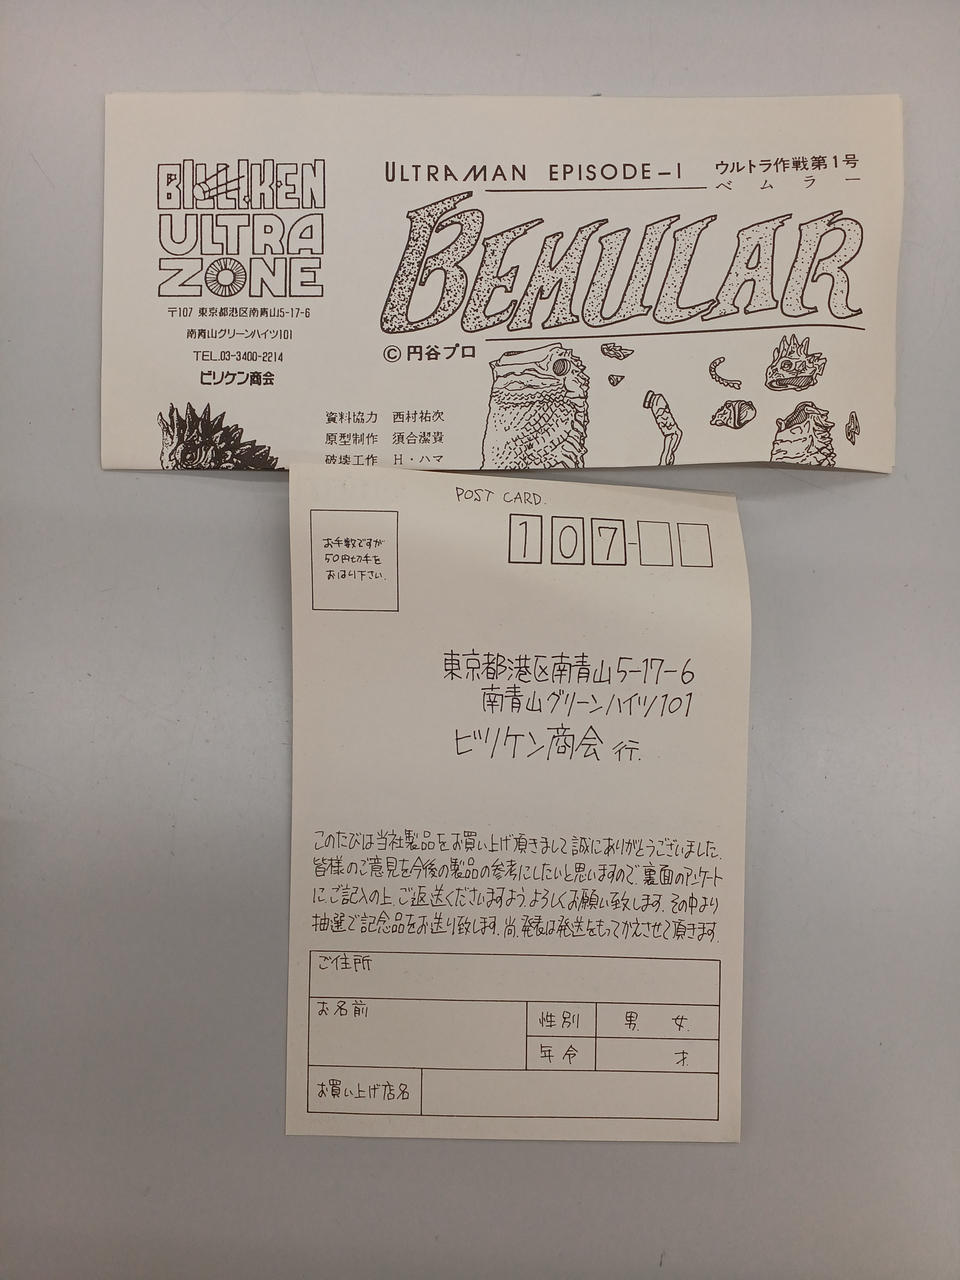 BILLIKEN
ULTRA
ZONE
〒107 東京都港区南青山5-17-6
南青山グリーンハイツ101
TEL.03-3400-2214
ビリケン商会
ULTRAMAN EPISODE-1 ウルトラ作戦第1号
ベムラー
BEMULAR
© 円谷プロ
資料協力 西村祐次
原型制作 須合潔貴
破壊工作 H・ハマ
POST CARD.
お手数ですが
50円切手を
おはり下さい.
107-
東京都港区南青山5-17-6
南青山グリーンハイツ101
ビリケン商会 行.
このたびは当社製品をお買い上げ頂きまして誠にありがとうございました.
皆様のご意見を今後の製品の参考にしたいと思いますので、裏面のアンケート
に、ご記入の上、ご返送くださいますよう、よろしくお願い致します。その中より
抽選で記念品をお送り致します。尚、発表は発送をもってかえさせて頂きます.
ご住所
お名前
性別 男. 女.
年令 才.
お買い上げ店名